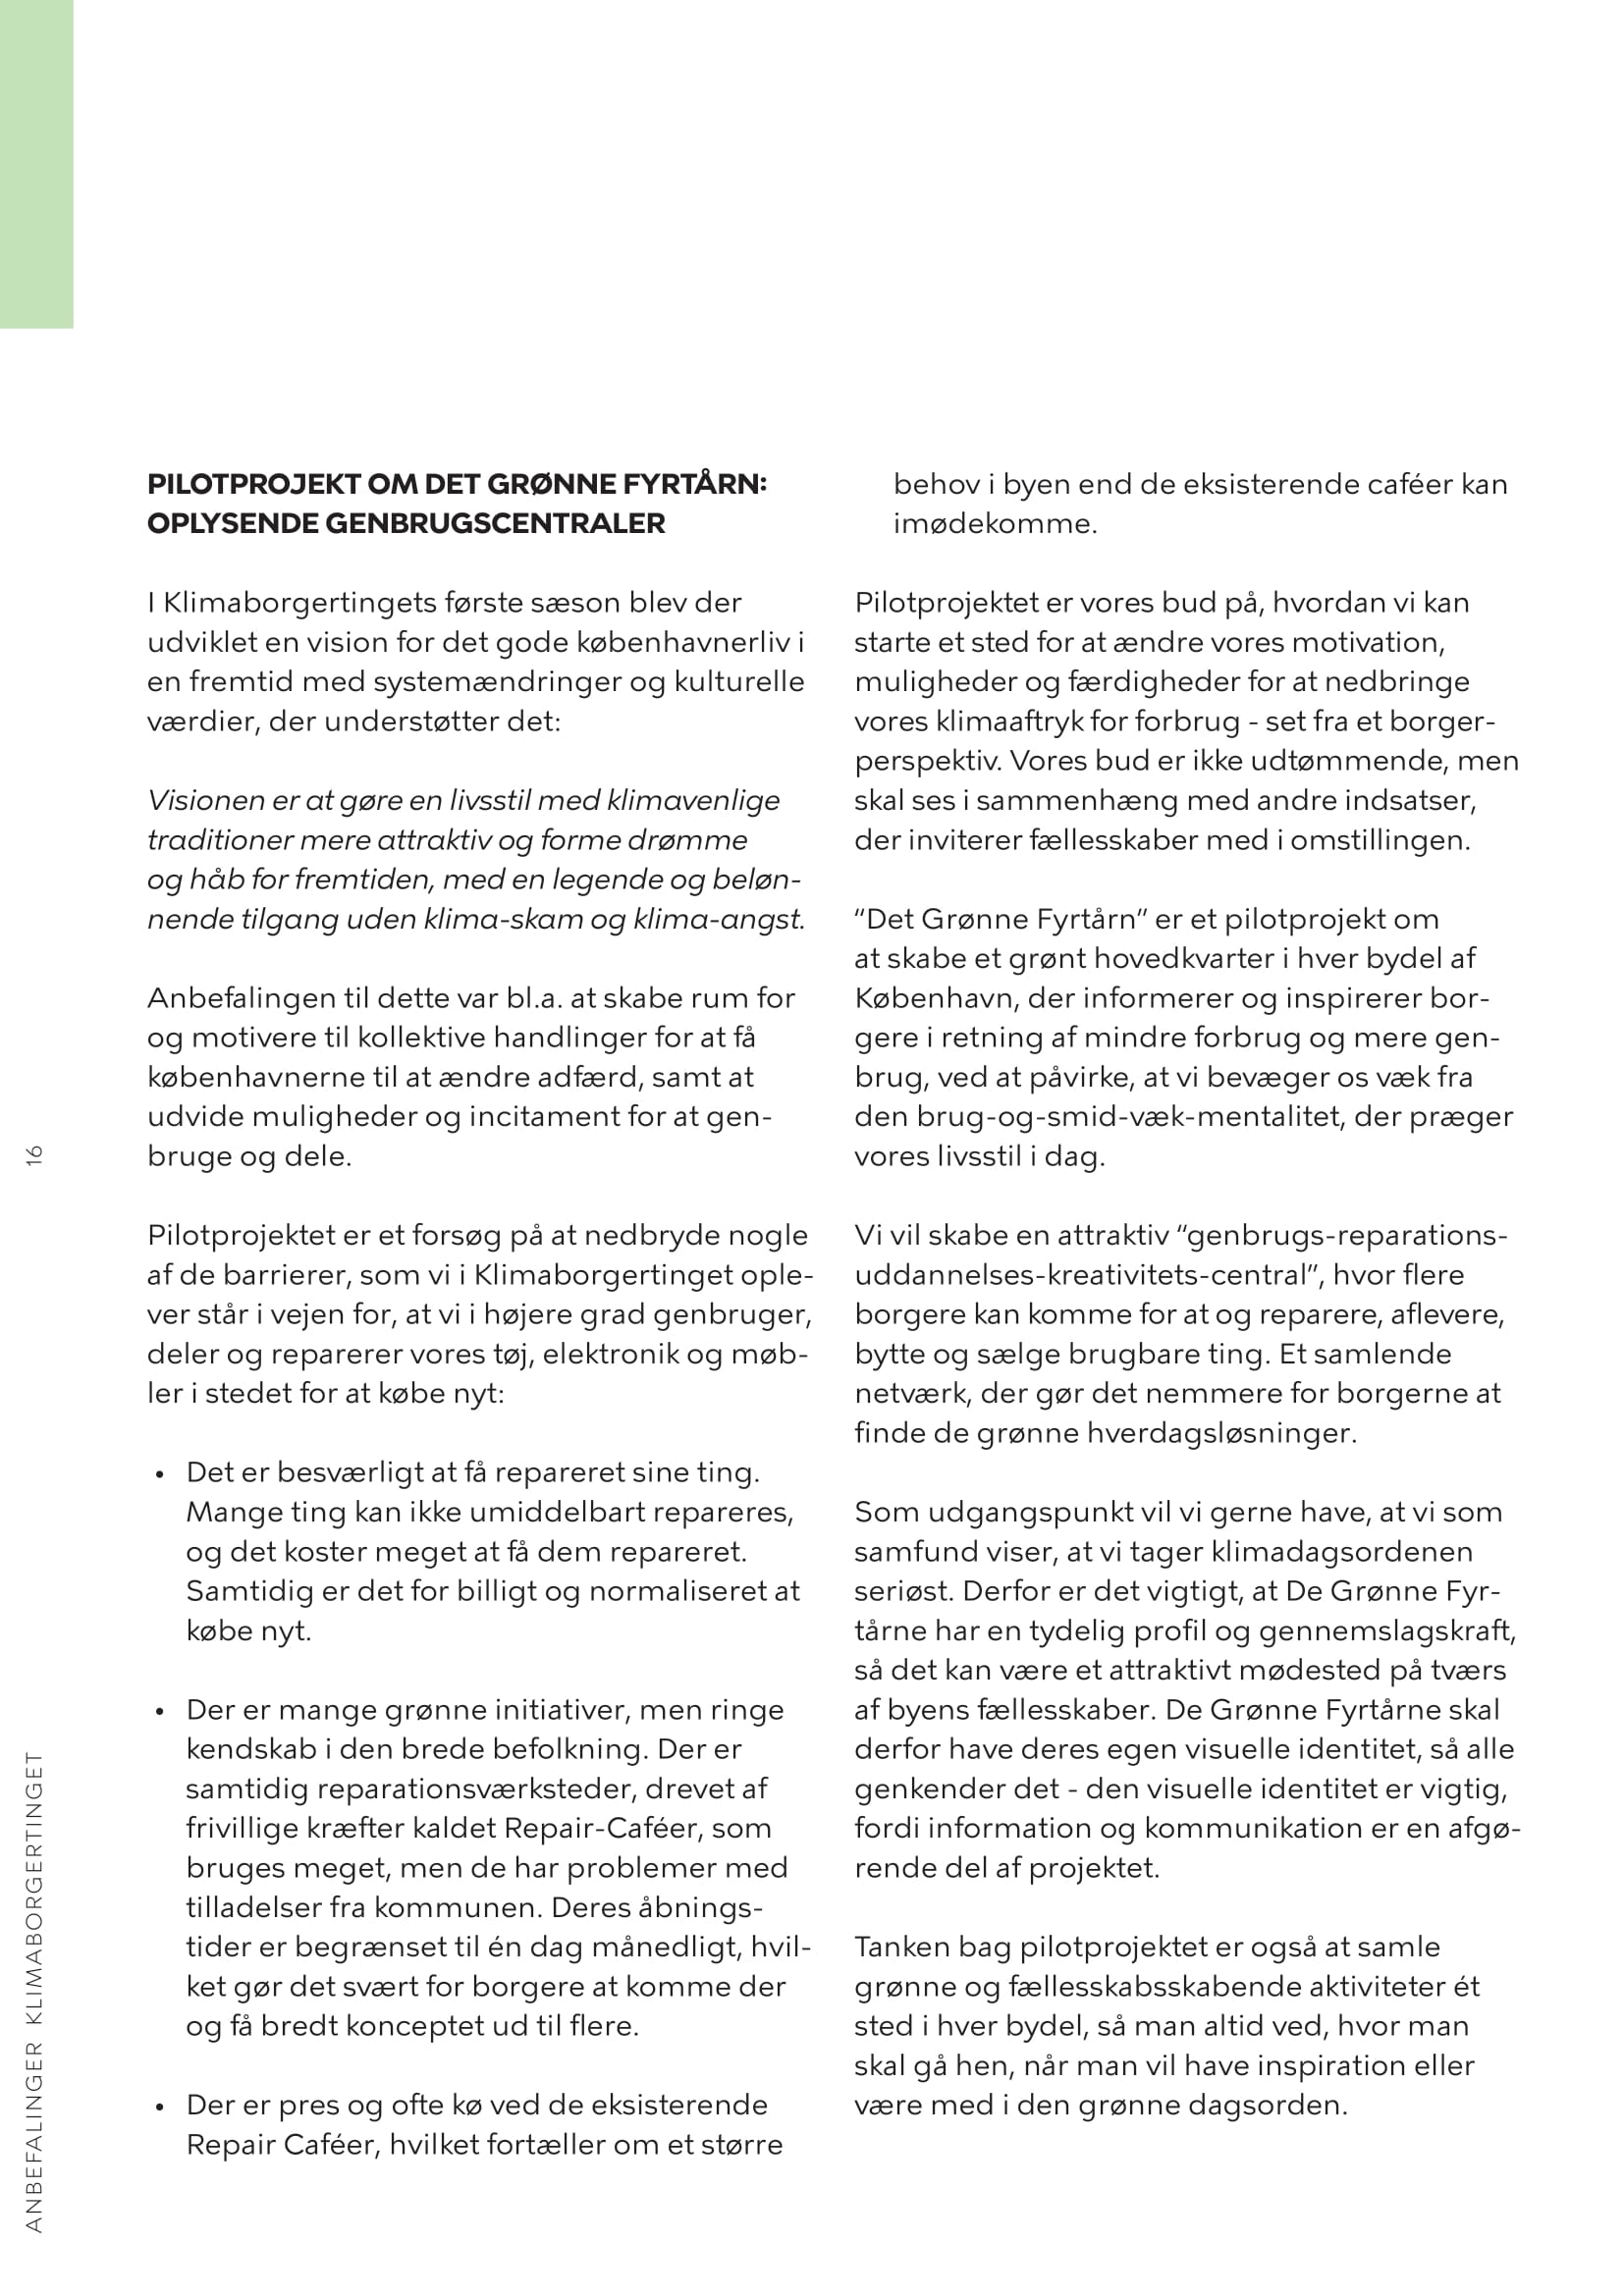 PILOTPROJEKT OM DET GRØNNE FYRTÅRN:
OPLYSENDE GENBRUGSCENTRALER
I Klimaborgertingets første sæson blev der
udviklet en vision for det gode københavnerliv i
en fremtid med systemændringer og kulturelle
værdier, der understøtter det:
Visionen er at gøre en livsstil med klimavenlige
traditioner mere attraktiv og forme drømme
og håb for fremtiden, med en legende og beløn-
nende tilgang uden klima-skam og klima-angst.
Anbefalingen til dette var bl.a. at skabe rum for
og motivere til kollektive handlinger for at få
københavnerne til at ændre adfærd, samt at
udvide muligheder og incitament for at gen-
bruge og dele.
Pilotprojektet er et forsøg på at nedbryde nogle
af de barrierer, som vi i Klimaborgertinget ople-
ver står i vejen for, at vi i højere grad genbruger,
deler og reparerer vores tøj, elektronik og møb-
ler i stedet for at købe nyt:
• Det er besværligt at få repareret sine ting.
Mange ting kan ikke umiddelbart repareres,
og det koster meget at få dem repareret.
Samtidig er det for billigt og normaliseret at
købe nyt.
• Der er mange grønne initiativer, men ringe
kendskab i den brede befolkning. Der er
samtidig reparationsværksteder, drevet af
frivillige kræfter kaldet Repair-Caféer, som
bruges meget, men de har problemer med
tilladelser fra kommunen. Deres åbnings-
tider er begrænset til én dag månedligt, hvil-
ket gør det svært for borgere at komme der
og få bredt konceptet ud til flere.
• Der er pres og ofte kø ved de eksisterende
Repair Caféer, hvilket fortæller om et større
behov i byen end de eksisterende caféer kan
imødekomme.
Pilotprojektet er vores bud på, hvordan vi kan
starte et sted for at ændre vores motivation,
muligheder og færdigheder for at nedbringe
vores klimaaftryk for forbrug - set fra et borger-
perspektiv. Vores bud er ikke udtømmende, men
skal ses i sammenhæng med andre indsatser,
der inviterer fællesskaber med i omstillingen.
“Det Grønne Fyrtårn” er et pilotprojekt om
at skabe et grønt hovedkvarter i hver bydel af
København, der informerer og inspirerer bor-
gere i retning af mindre forbrug og mere gen-
brug, ved at påvirke, at vi bevæger os væk fra
den brug-og-smid-væk-mentalitet, der præger
vores livsstil i dag.
Vi vil skabe en attraktiv “genbrugs-reparations-
uddannelses-kreativitets-central”, hvor flere
borgere kan komme for at og reparere, aflevere,
bytte og sælge brugbare ting. Et samlende
netværk, der gør det nemmere for borgerne at
finde de grønne hverdagsløsninger.
Som udgangspunkt vil vi gerne have, at vi som
samfund viser, at vi tager klimadagsordenen
seriøst. Derfor er det vigtigt, at De Grønne Fyr-
tårne har en tydelig profil og gennemslagskraft,
så det kan være et attraktivt mødested på tværs
af byens fællesskaber. De Grønne Fyrtårne skal
derfor have deres egen visuelle identitet, så alle
genkender det - den visuelle identitet er vigtig,
fordi information og kommunikation er en afgø-
rende del af projektet.
Tanken bag pilotprojektet er også at samle
grønne og fællesskabsskabende aktiviteter ét
sted i hver bydel, så man altid ved, hvor man
skal gå hen, når man vil have inspiration eller
være med i den grønne dagsorden.
16
ANBEFALINGER KLIMABORGERTINGET